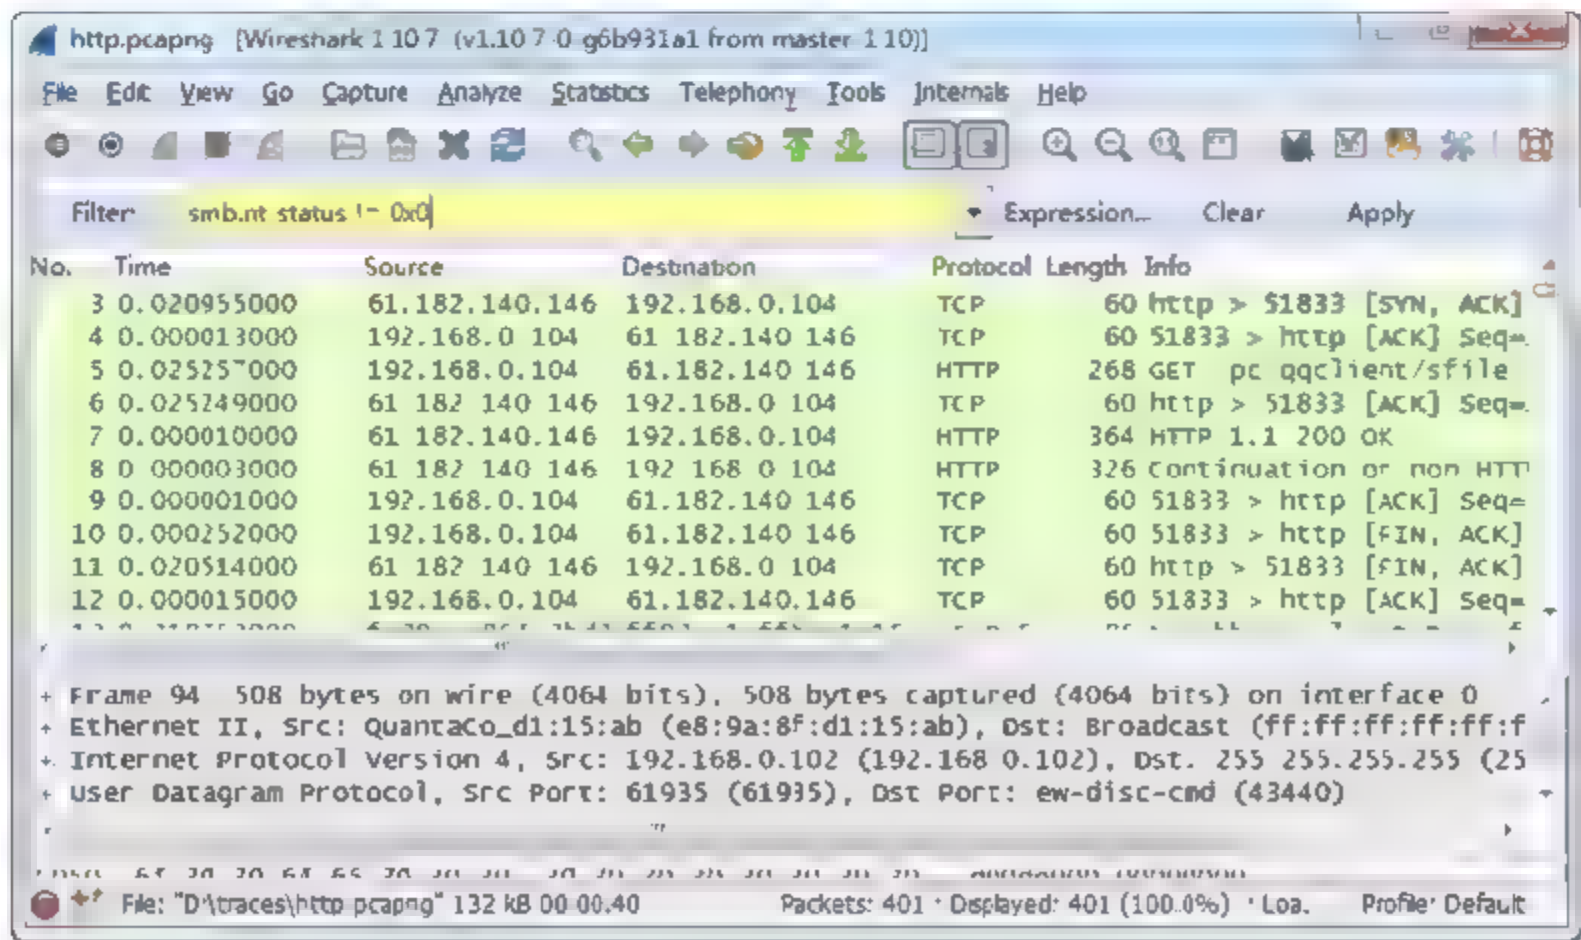 http.pcapng [Wireshark 1 10 7 (v1.10 7-0-g6b931a1 from master-1 10)]
File Edit View Go Capture Analyze Statistics Telephony Tools Internals Help
Filter: smb.nt status != 0x0 Expression... Clear Apply
No. Time Source Destination Protocol Length Info
3 0.020955000 61.182.140.146 192.168.0.104 TCP 60 http > 51833 [SYN, ACK]
4 0.000013000 192.168.0 104 61 182.140 146 TCP 60 51833 > http [ACK] Seq=
5 0.025257000 192.168.0.104 61.182.140 146 HTTP 268 GET pc qqclient/sfile
6 0.025249000 61 182 140 146 192.168.0 104 TCP 60 http > 51833 [ACK] Seq=
7 0.000010000 61 182.140.146 192.168.0.104 HTTP 364 HTTP 1.1 200 OK
8 0 000003000 61 182 140 146 192 168 0 104 HTTP 326 Continuation or non HTT
9 0.000001000 192.168.0.104 61.182.140 146 TCP 60 51833 > http [ACK] Seq=
10 0.000252000 192.168.0.104 61.182.140 146 TCP 60 51833 > http [FIN, ACK]
11 0.020514000 61 182 140 146 192.168.0 104 TCP 60 http > 51833 [FIN, ACK]
12 0.000015000 192.168.0.104 61.182.140.146 TCP 60 51833 > http [ACK] Seq=
+ Frame 94 508 bytes on wire (4064 bits), 508 bytes captured (4064 bits) on interface 0
+ Ethernet II, Src: QuantaCo_d1:15:ab (e8:9a:8f:d1:15:ab), Dst: Broadcast (ff:ff:ff:ff:ff:f
+ Internet Protocol Version 4, Src: 192.168.0.102 (192.168 0.102), Dst. 255 255.255.255 (25
+ User Datagram Protocol, Src Port: 61935 (61935), Dst Port: ew-disc-cmd (43440)
File: "D:\traces\http pcapng" 132 kB 00 00.40 Packets: 401 · Displayed: 401 (100.0%) · Loa. Profile: Default